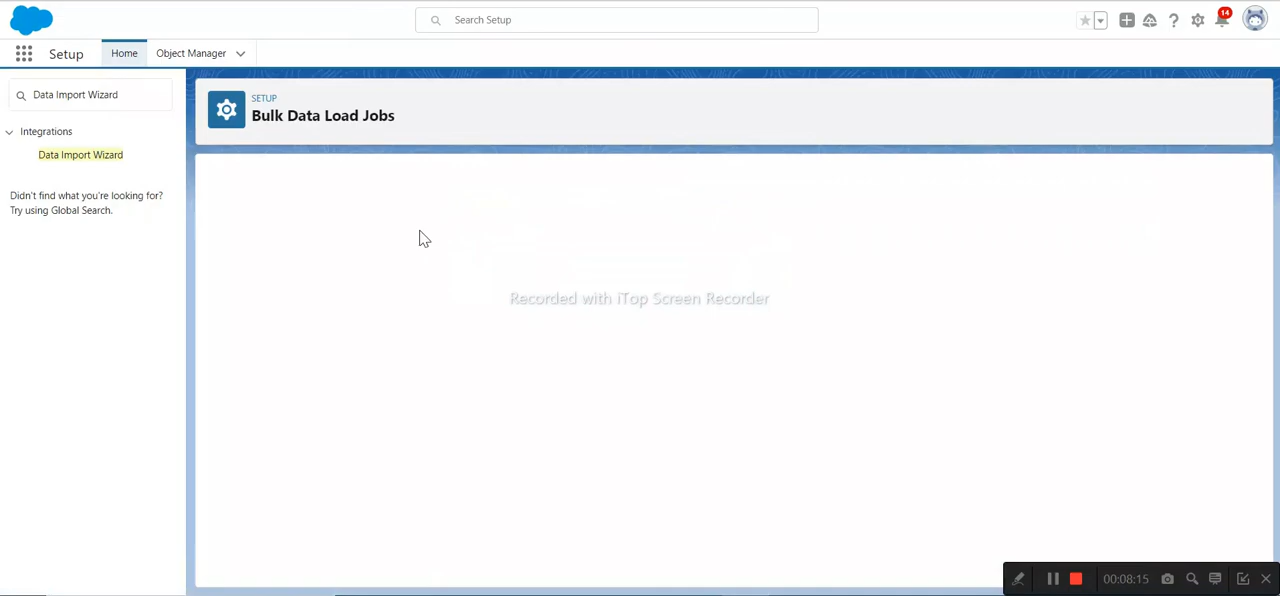 Search Setup
14
Setup
Home
Object Manager
Data Import Wizard
Integrations
Data Import Wizard
Didn't find what you're looking for?
Try using Global Search.
SETUP
Bulk Data Load Jobs
Recorded with iTop Screen Recorder
00:08:15